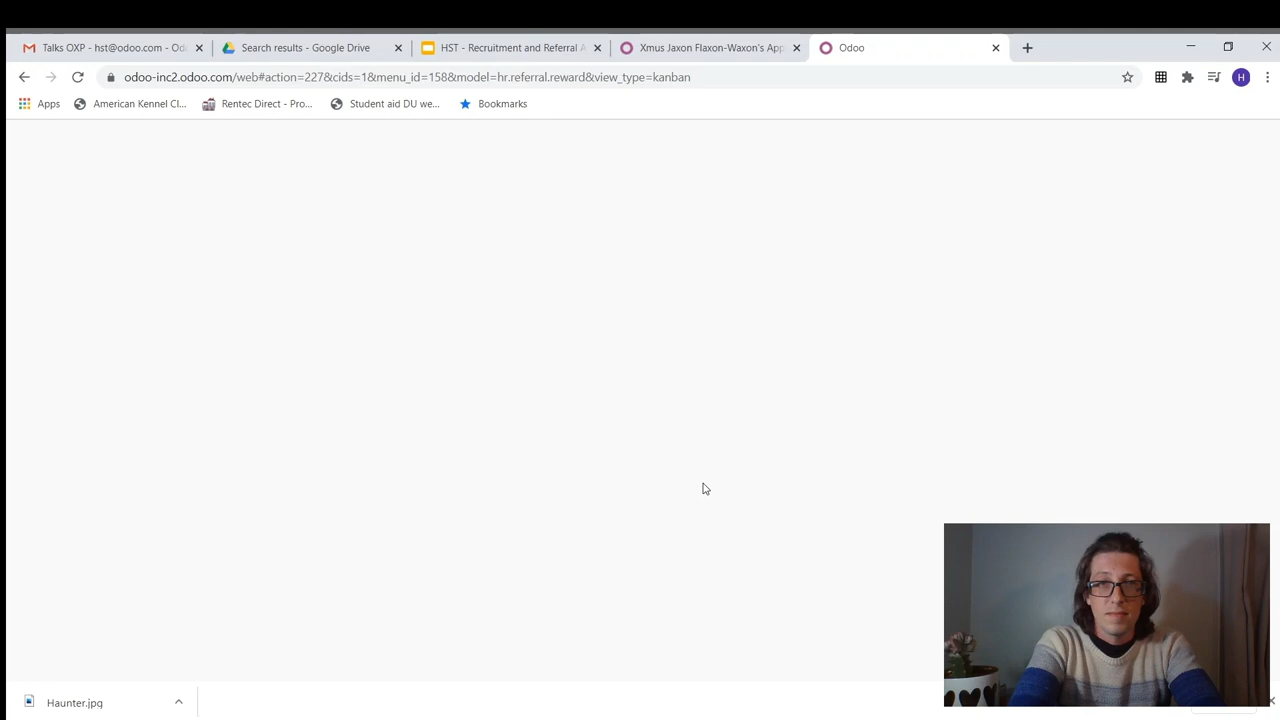 Talks OXP - hst@odoo.com - Od
Search results - Google Drive
HST - Recruitment and Referral A
Xmus Jaxon Flaxon-Waxon's App
Odoo
odoo-inc2.odoo.com/web#action=227&cids=1&menu_id=158&model=hr.referral.reward&view_type=kanban
H
Apps
American Kennel Cl...
Rentec Direct - Pro...
Student aid DU we...
Bookmarks
Haunter.jpg